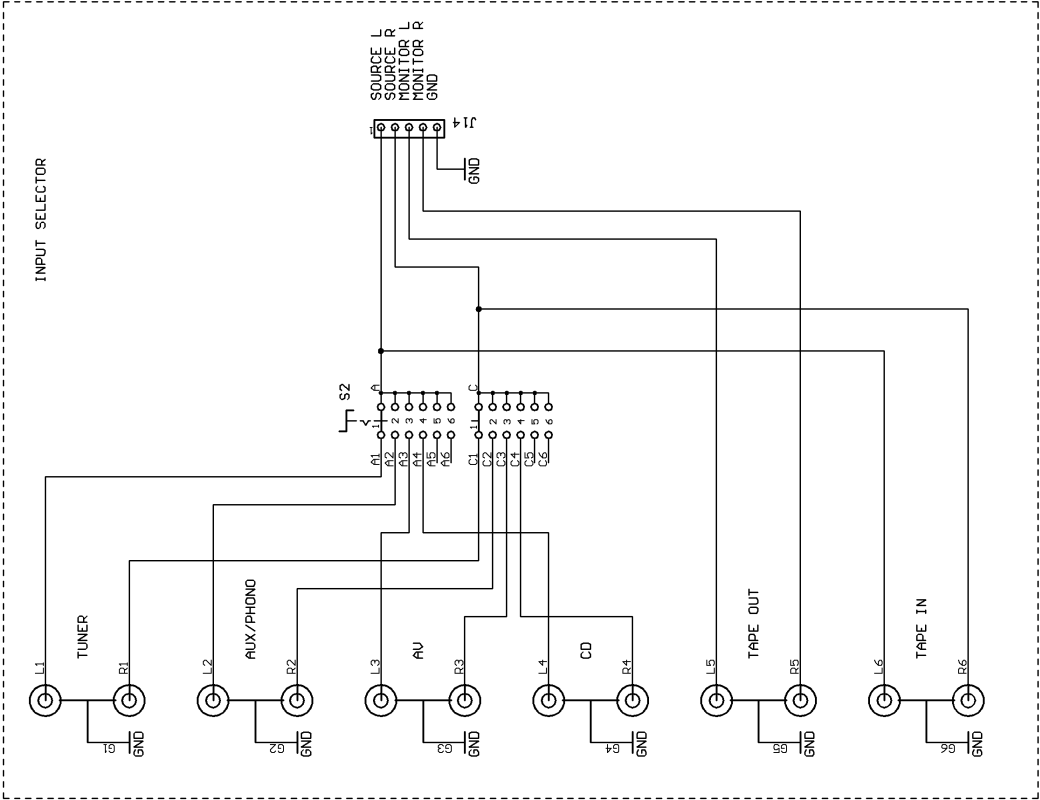 SOURCE L
SOURCE R
MONITOR L
MONITOR R
GND
1
J14
GND
INPUT SELECTOR
S2
A
C
1 2 3 4 5 6
1 2 3 4 5 6
A1 A2 A3 A4 A5 A6
C1 C2 C3 C4 C5 C6
TUNER
AUX/PHONO
AV
CD
TAPE OUT
TAPE IN
L1 R1 L2 R2 L3 R3 L4 R4 L5 R5 L6 R6
G1 GND G2 GND G3 GND G4 GND G5 GND G6 GND